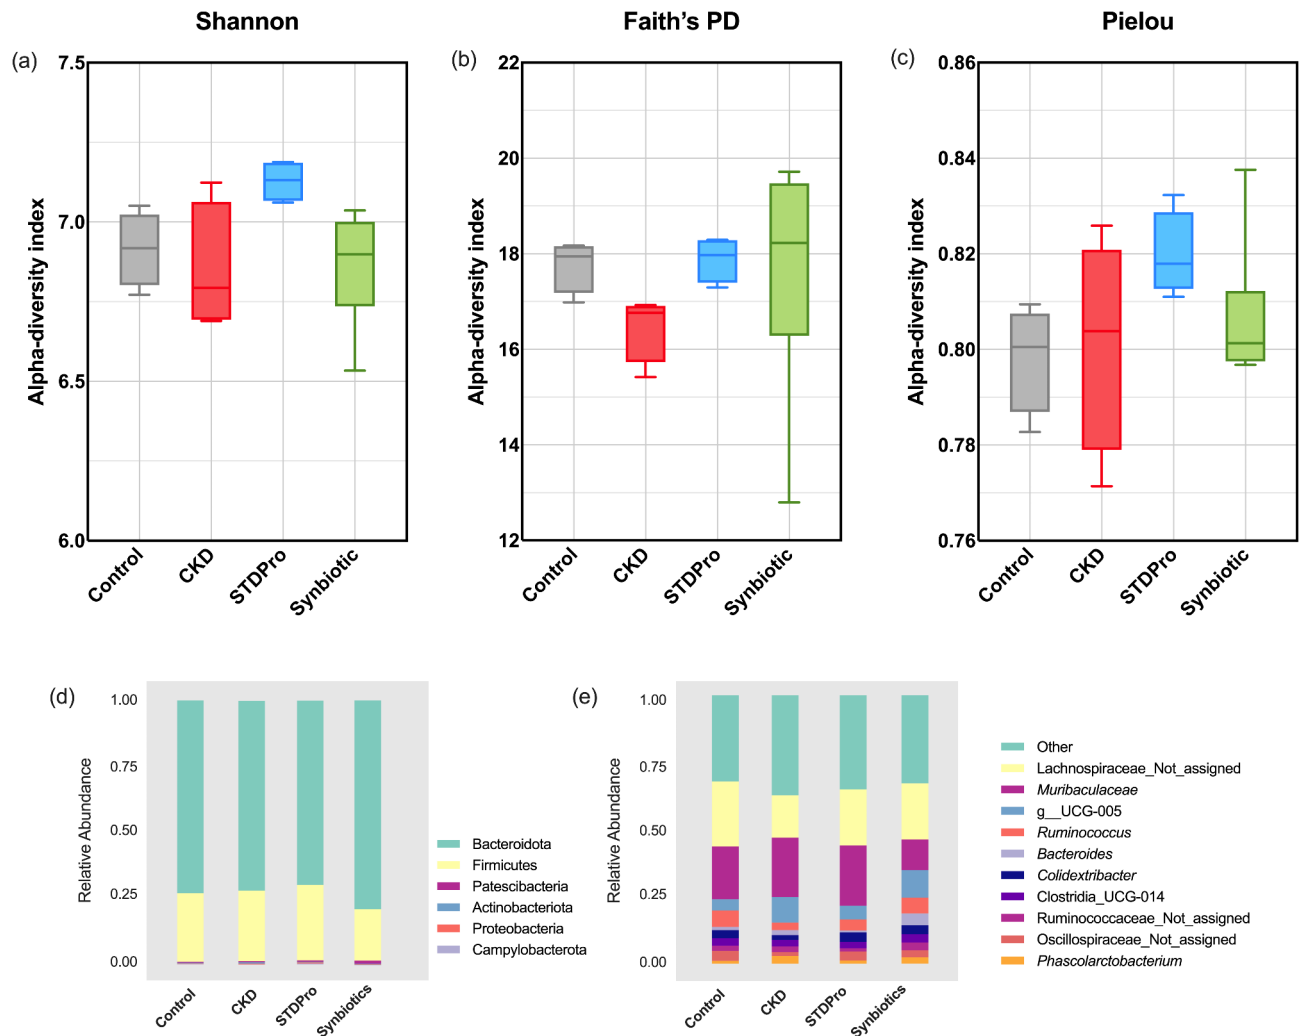 Shannon
Faith's PD
Pielou
(a)
7.5
7.0
6.5
6.0
Alpha-diversity index
Control
CKD
STDPro
Synbiotic
(b)
22
20
18
16
14
12
Alpha-diversity index
Control
CKD
STDPro
Synbiotic
(c)
0.86
0.84
0.82
0.80
0.78
0.76
Alpha-diversity index
Control
CKD
STDPro
Synbiotic
(d)
1.00
0.75
0.50
0.25
0.00
Relative Abundance
Control
CKD
STDPro
Synbiotics
Bacteroidota
Firmicutes
Patescibacteria
Actinobacteriota
Proteobacteria
Campylobacterota
(e)
1.00
0.75
0.50
0.25
0.00
Relative Abundance
Control
CKD
STDPro
Synbiotics
Other
Lachnospiraceae_Not_assigned
Muribaculaceae
g__UCG-005
Ruminococcus
Bacteroides
Colidextribacter
Clostridia_UCG-014
Ruminococcaceae_Not_assigned
Oscillospiraceae_Not_assigned
Phascolarctobacterium